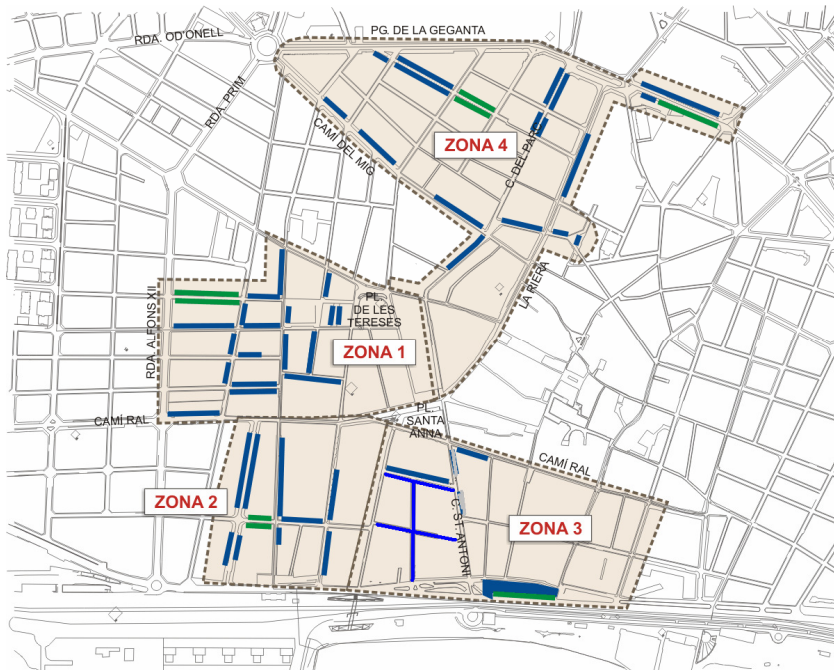 PG. DE LA GEGANTA
RDA. OD'ONELL
RDA. PRIM
CAMÍ DEL MIG
ZONA 4
C. DEL PARC
LA RIERA
RDA. ALFONS XII
PL.
DE LES
TERESES
ZONA 1
CAMÍ RAL
PL.
SANTA
ANNA
CAMÍ RAL
ZONA 2
C. ST. ANTONI
ZONA 3